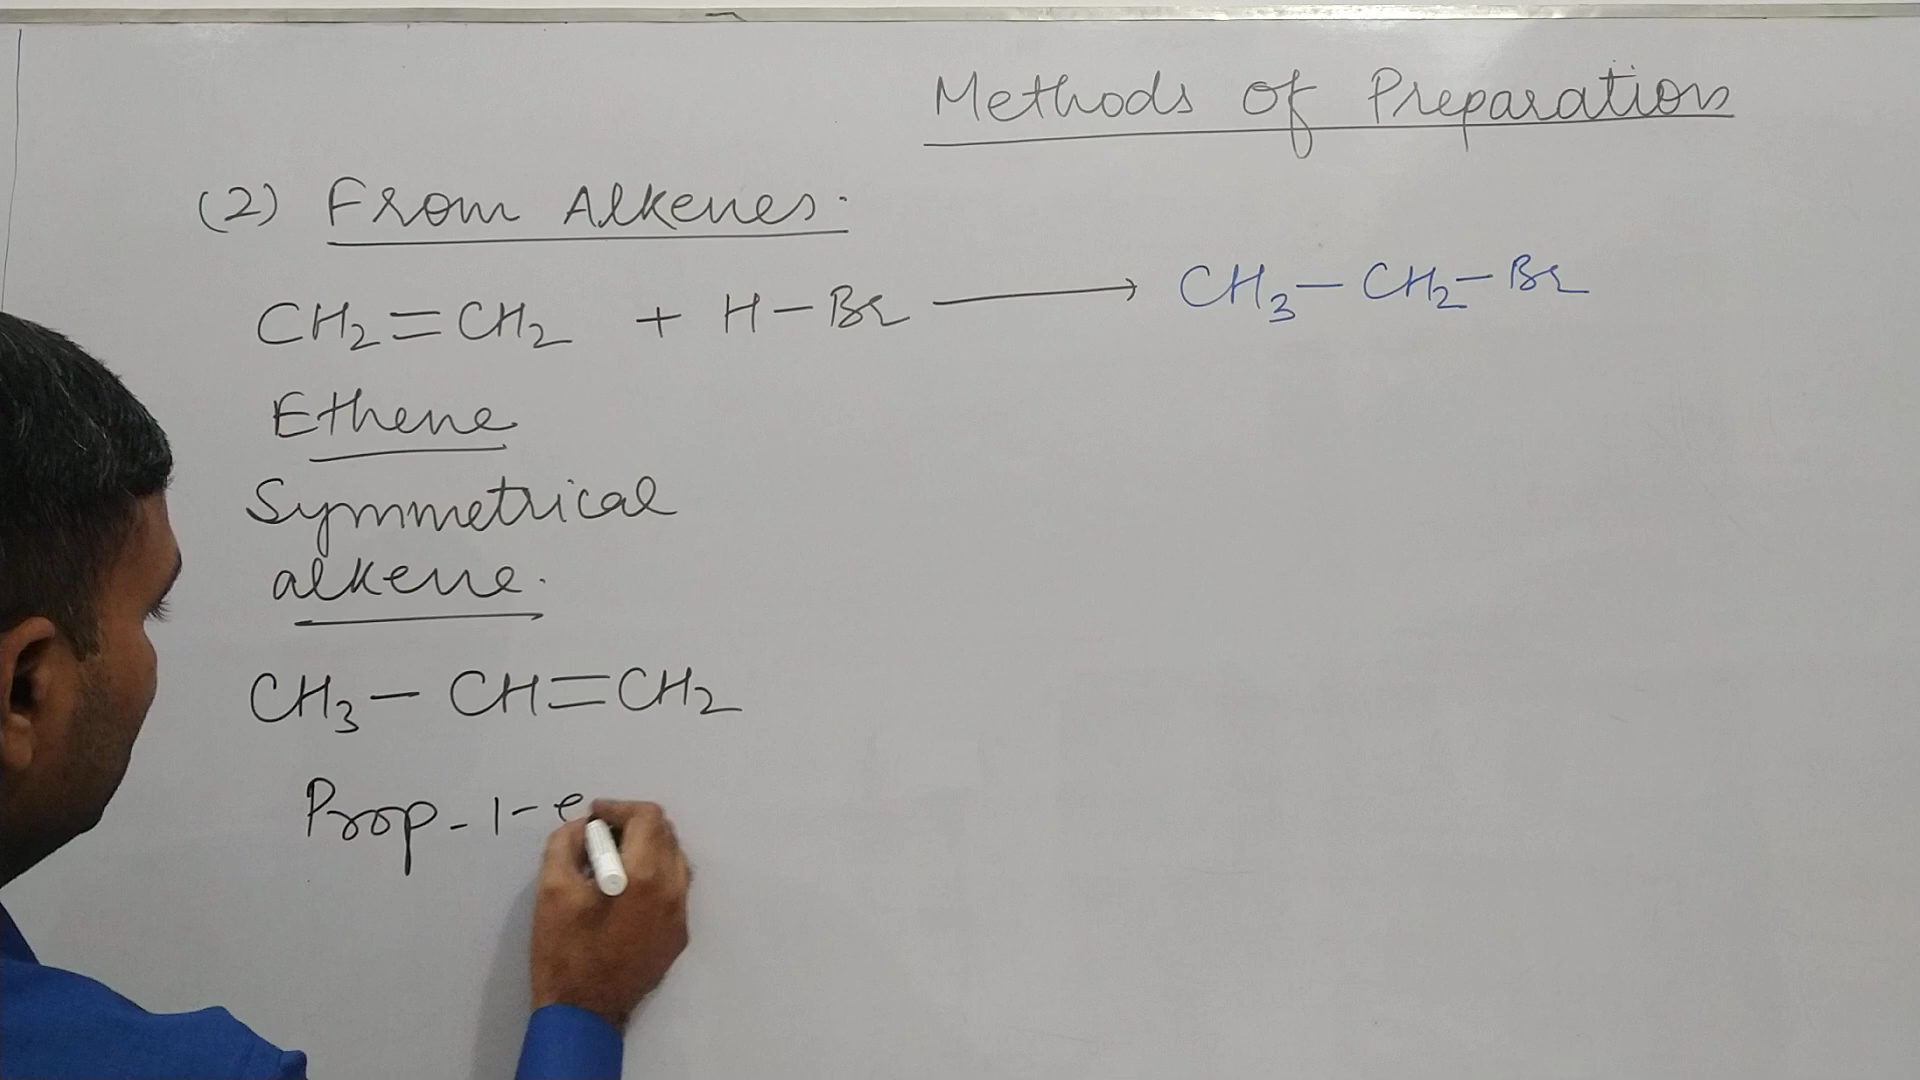 Methods of Preparation
(2) From Alkenes.
CH₂=CH₂ + H-Br → CH₃-CH₂-Br
Ethene
Symmetrical
alkene.
CH₃-CH=CH₂
Prop-1-e